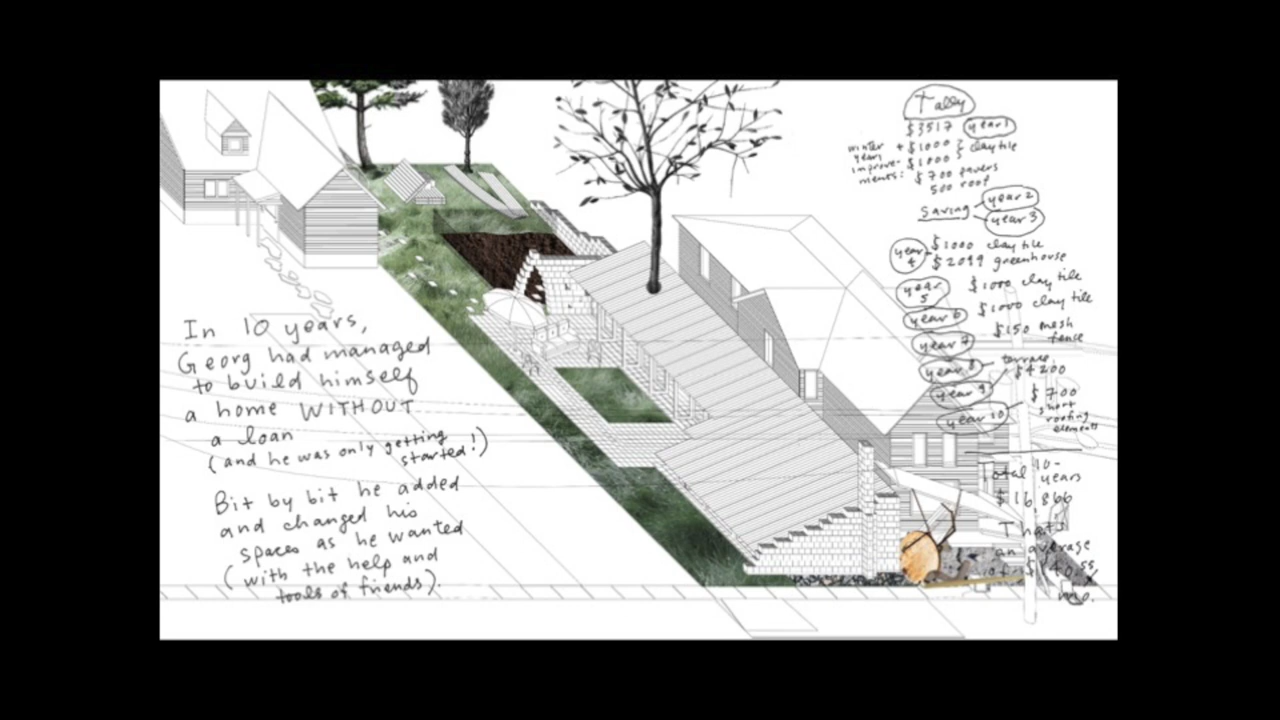 In 10 years,
Georg had managed
to build himself
a home WITHOUT
a loan
(and he was only getting
started!)
Bit by bit he added
and changed his
spaces as he wanted
(with the help and
tools of friends).
Tally
$3517 year 1
winter + $1000 } clay tile
years $1000
improve-
ments: $700 pavers
500 roof
Saving year 2
year 3
year 4 $1000 clay tile
$2099 greenhouse
year 5 $1000 clay tile
year 6 $1000 clay tile
year 7 $150 mesh
fence
year 8 terrace
$4200
year 9 $700
year 10 short
roofing
elements
Total 10-
years
$16,866
That's
an average
of
mo.